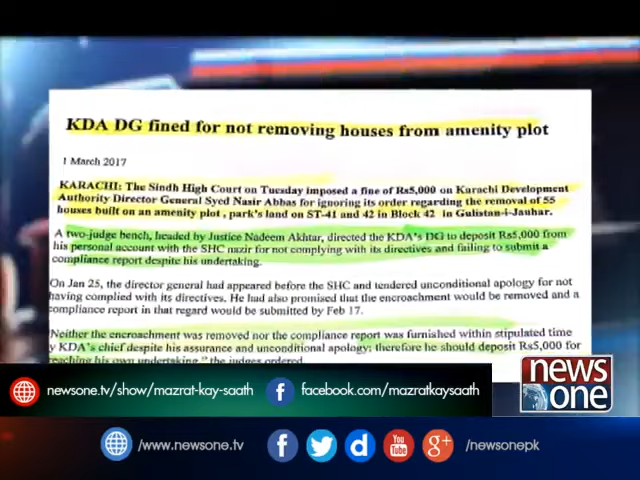 KDA DG fined for not removing houses from amenity plot
1 March 2017
KARACHI: The Sindh High Court on Tuesday imposed a fine of Rs5,000 on Karachi Development
Authority Director General Syed Nasir Abbas for ignoring its order regarding the removal of 55
houses built on an amenity plot , park's land on ST-41 and 42 in Block 42 in Gulistan-i-Jauhar.
A two-judge bench, headed by Justice Nadeem Akhtar, directed the KDA's DG to deposit Rs5,000 from
his personal account with the SHC nazir for not complying with its directives and failing to submit a
compliance report despite his undertaking.
On Jan 25, the director general had appeared before the SHC and tendered unconditional apology for not
having complied with its directives. He had also promised that the encroachment would be removed and a
compliance report in that regard would be submitted by Feb 17.
Neither the encroachment was removed nor the compliance report was furnished within stipulated time
y KDA's chief despite his assurance and unconditional apology; therefore he should deposit Rs5,000 for
reaching his own undertaking," the judges ordered.
newsone.tv/show/mazrat-kay-saath
facebook.com/mazratkaysaath
news
one
/www.newsone.tv
f
d
You
Tube
g+
/newsonepk